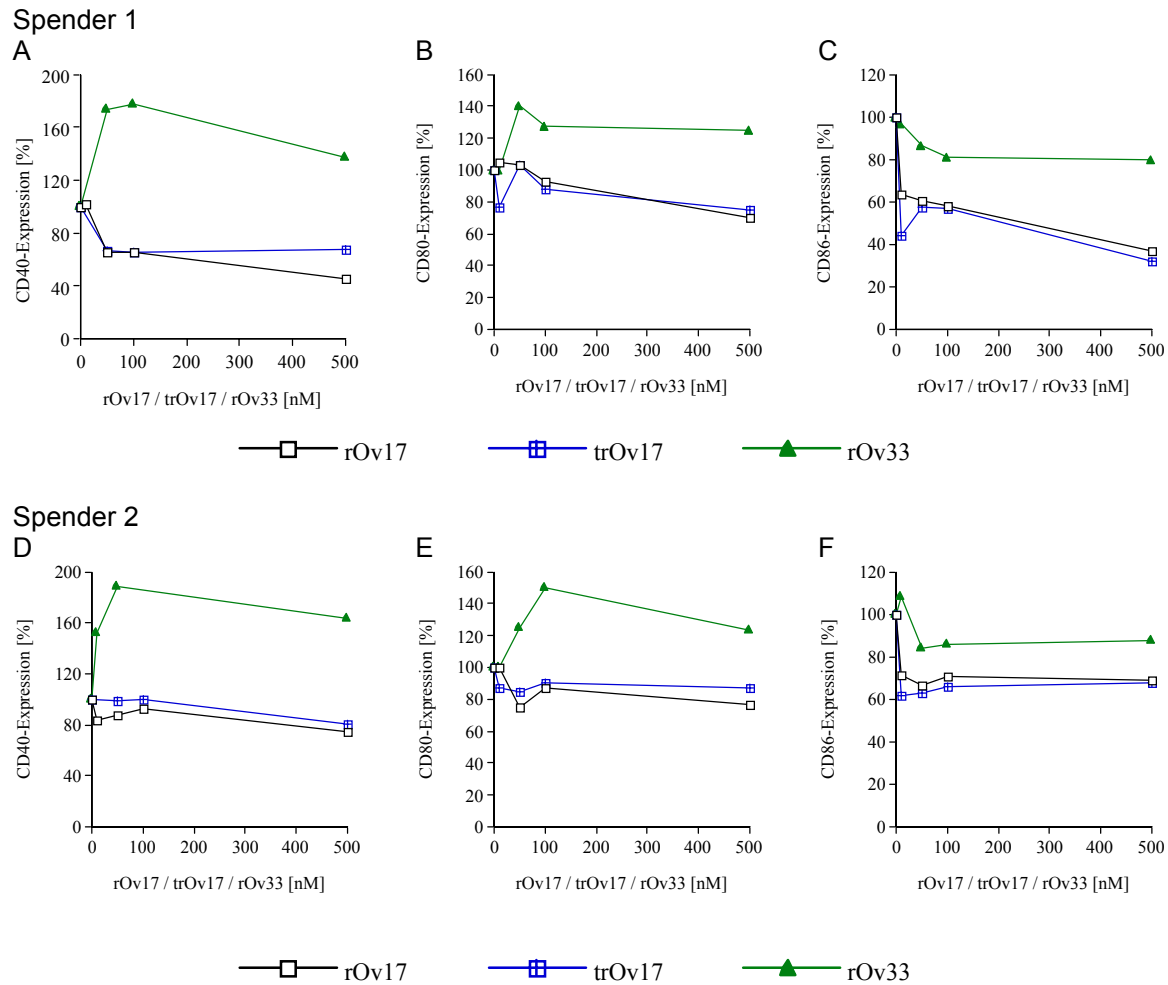 Spender 1
A
B
C
200
160
120
80
40
0
CD40-Expression [%]
0 100 200 300 400 500
rOv17 / trOv17 / rOv33 [nM]
160
140
120
100
80
60
40
20
0
CD80-Expression [%]
0 100 200 300 400 500
rOv17 / trOv17 / rOv33 [nM]
120
100
80
60
40
20
0
CD86-Expression [%]
0 100 200 300 400 500
rOv17 / trOv17 / rOv33 [nM]
rOv17 trOv17 rOv33
Spender 2
D
E
F
200
160
120
80
40
0
CD40-Expression [%]
0 100 200 300 400 500
rOv17 / trOv17 / rOv33 [nM]
160
140
120
100
80
60
40
20
0
CD80-Expression [%]
0 100 200 300 400 500
rOv17 / trOv17 / rOv33 [nM]
120
100
80
60
40
20
0
CD86-Expression [%]
0 100 200 300 400 500
rOv17 / trOv17 / rOv33 [nM]
rOv17 trOv17 rOv33